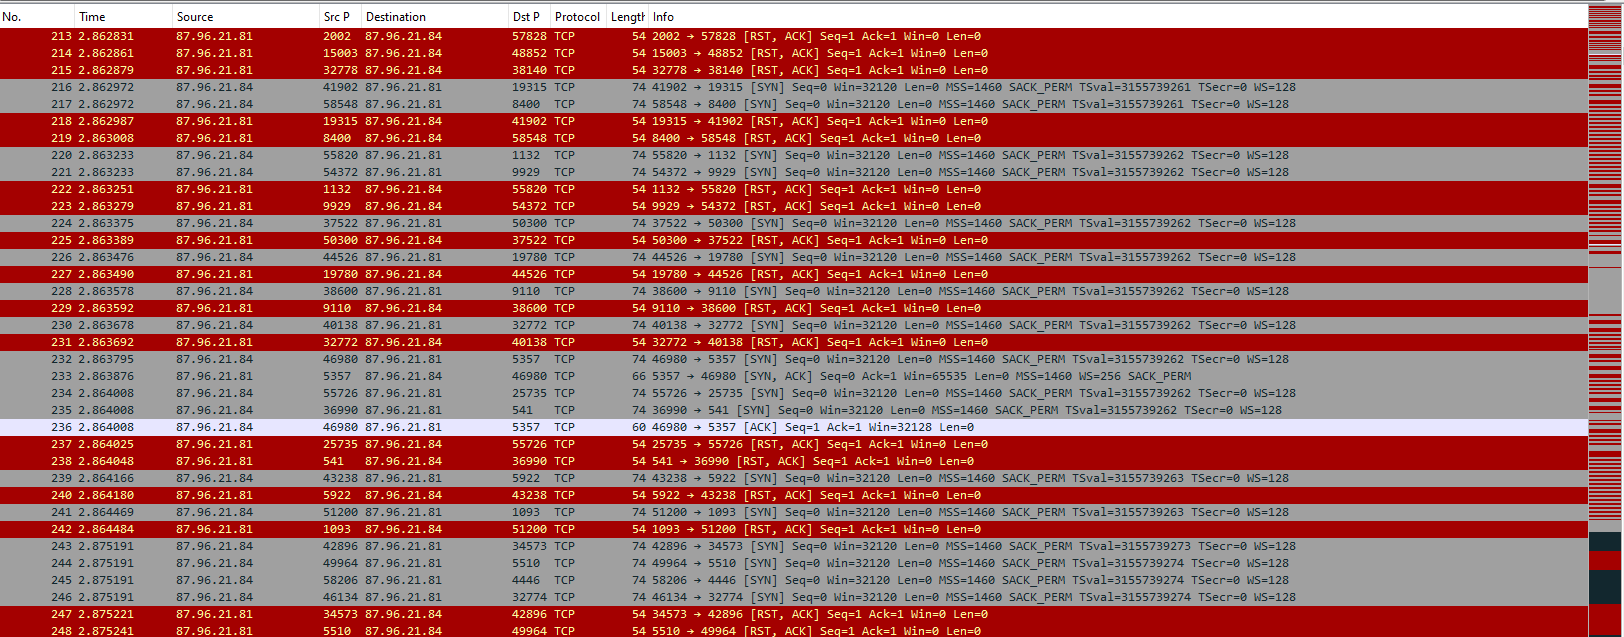 No. Time Source Src P Destination Dst P Protocol Length Info
213 2.862831 87.96.21.81 2002 87.96.21.84 57828 TCP 54 2002 → 57828 [RST, ACK] Seq=1 Ack=1 Win=0 Len=0
214 2.862861 87.96.21.81 15003 87.96.21.84 48852 TCP 54 15003 → 48852 [RST, ACK] Seq=1 Ack=1 Win=0 Len=0
215 2.862879 87.96.21.81 32778 87.96.21.84 38140 TCP 54 32778 → 38140 [RST, ACK] Seq=1 Ack=1 Win=0 Len=0
216 2.862972 87.96.21.84 41902 87.96.21.81 19315 TCP 74 41902 → 19315 [SYN] Seq=0 Win=32120 Len=0 MSS=1460 SACK_PERM TSval=3155739261 TSecr=0 WS=128
217 2.862972 87.96.21.84 58548 87.96.21.81 8400 TCP 74 58548 → 8400 [SYN] Seq=0 Win=32120 Len=0 MSS=1460 SACK_PERM TSval=3155739261 TSecr=0 WS=128
218 2.862987 87.96.21.81 19315 87.96.21.84 41902 TCP 54 19315 → 41902 [RST, ACK] Seq=1 Ack=1 Win=0 Len=0
219 2.863008 87.96.21.81 8400 87.96.21.84 58548 TCP 54 8400 → 58548 [RST, ACK] Seq=1 Ack=1 Win=0 Len=0
220 2.863233 87.96.21.84 55820 87.96.21.81 1132 TCP 74 55820 → 1132 [SYN] Seq=0 Win=32120 Len=0 MSS=1460 SACK_PERM TSval=3155739262 TSecr=0 WS=128
221 2.863233 87.96.21.84 54372 87.96.21.81 9929 TCP 74 54372 → 9929 [SYN] Seq=0 Win=32120 Len=0 MSS=1460 SACK_PERM TSval=3155739262 TSecr=0 WS=128
222 2.863251 87.96.21.81 1132 87.96.21.84 55820 TCP 54 1132 → 55820 [RST, ACK] Seq=1 Ack=1 Win=0 Len=0
223 2.863279 87.96.21.81 9929 87.96.21.84 54372 TCP 54 9929 → 54372 [RST, ACK] Seq=1 Ack=1 Win=0 Len=0
224 2.863375 87.96.21.84 37522 87.96.21.81 50300 TCP 74 37522 → 50300 [SYN] Seq=0 Win=32120 Len=0 MSS=1460 SACK_PERM TSval=3155739262 TSecr=0 WS=128
225 2.863389 87.96.21.81 50300 87.96.21.84 37522 TCP 54 50300 → 37522 [RST, ACK] Seq=1 Ack=1 Win=0 Len=0
226 2.863476 87.96.21.84 44526 87.96.21.81 19780 TCP 74 44526 → 19780 [SYN] Seq=0 Win=32120 Len=0 MSS=1460 SACK_PERM TSval=3155739262 TSecr=0 WS=128
227 2.863490 87.96.21.81 19780 87.96.21.84 44526 TCP 54 19780 → 44526 [RST, ACK] Seq=1 Ack=1 Win=0 Len=0
228 2.863578 87.96.21.84 38600 87.96.21.81 9110 TCP 74 38600 → 9110 [SYN] Seq=0 Win=32120 Len=0 MSS=1460 SACK_PERM TSval=3155739262 TSecr=0 WS=128
229 2.863592 87.96.21.81 9110 87.96.21.84 38600 TCP 54 9110 → 38600 [RST, ACK] Seq=1 Ack=1 Win=0 Len=0
230 2.863678 87.96.21.84 40138 87.96.21.81 32772 TCP 74 40138 → 32772 [SYN] Seq=0 Win=32120 Len=0 MSS=1460 SACK_PERM TSval=3155739262 TSecr=0 WS=128
231 2.863692 87.96.21.81 32772 87.96.21.84 40138 TCP 54 32772 → 40138 [RST, ACK] Seq=1 Ack=1 Win=0 Len=0
232 2.863795 87.96.21.84 46980 87.96.21.81 5357 TCP 74 46980 → 5357 [SYN] Seq=0 Win=32120 Len=0 MSS=1460 SACK_PERM TSval=3155739262 TSecr=0 WS=128
233 2.863876 87.96.21.81 5357 87.96.21.84 46980 TCP 66 5357 → 46980 [SYN, ACK] Seq=0 Ack=1 Win=65535 Len=0 MSS=1460 WS=256 SACK_PERM
234 2.864008 87.96.21.84 55726 87.96.21.81 25735 TCP 74 55726 → 25735 [SYN] Seq=0 Win=32120 Len=0 MSS=1460 SACK_PERM TSval=3155739262 TSecr=0 WS=128
235 2.864008 87.96.21.84 36990 87.96.21.81 541 TCP 74 36990 → 541 [SYN] Seq=0 Win=32120 Len=0 MSS=1460 SACK_PERM TSval=3155739262 TSecr=0 WS=128
236 2.864008 87.96.21.84 46980 87.96.21.81 5357 TCP 60 46980 → 5357 [ACK] Seq=1 Ack=1 Win=32128 Len=0
237 2.864025 87.96.21.81 25735 87.96.21.84 55726 TCP 54 25735 → 55726 [RST, ACK] Seq=1 Ack=1 Win=0 Len=0
238 2.864048 87.96.21.81 541 87.96.21.84 36990 TCP 54 541 → 36990 [RST, ACK] Seq=1 Ack=1 Win=0 Len=0
239 2.864166 87.96.21.84 43238 87.96.21.81 5922 TCP 74 43238 → 5922 [SYN] Seq=0 Win=32120 Len=0 MSS=1460 SACK_PERM TSval=3155739263 TSecr=0 WS=128
240 2.864180 87.96.21.81 5922 87.96.21.84 43238 TCP 54 5922 → 43238 [RST, ACK] Seq=1 Ack=1 Win=0 Len=0
241 2.864469 87.96.21.84 51200 87.96.21.81 1093 TCP 74 51200 → 1093 [SYN] Seq=0 Win=32120 Len=0 MSS=1460 SACK_PERM TSval=3155739263 TSecr=0 WS=128
242 2.864484 87.96.21.81 1093 87.96.21.84 51200 TCP 54 1093 → 51200 [RST, ACK] Seq=1 Ack=1 Win=0 Len=0
243 2.875191 87.96.21.84 42896 87.96.21.81 34573 TCP 74 42896 → 34573 [SYN] Seq=0 Win=32120 Len=0 MSS=1460 SACK_PERM TSval=3155739273 TSecr=0 WS=128
244 2.875191 87.96.21.84 49964 87.96.21.81 5510 TCP 74 49964 → 5510 [SYN] Seq=0 Win=32120 Len=0 MSS=1460 SACK_PERM TSval=3155739274 TSecr=0 WS=128
245 2.875191 87.96.21.84 58206 87.96.21.81 4446 TCP 74 58206 → 4446 [SYN] Seq=0 Win=32120 Len=0 MSS=1460 SACK_PERM TSval=3155739274 TSecr=0 WS=128
246 2.875191 87.96.21.84 46134 87.96.21.81 32774 TCP 74 46134 → 32774 [SYN] Seq=0 Win=32120 Len=0 MSS=1460 SACK_PERM TSval=3155739274 TSecr=0 WS=128
247 2.875221 87.96.21.81 34573 87.96.21.84 42896 TCP 54 34573 → 42896 [RST, ACK] Seq=1 Ack=1 Win=0 Len=0
248 2.875241 87.96.21.81 5510 87.96.21.84 49964 TCP 54 5510 → 49964 [RST, ACK] Seq=1 Ack=1 Win=0 Len=0